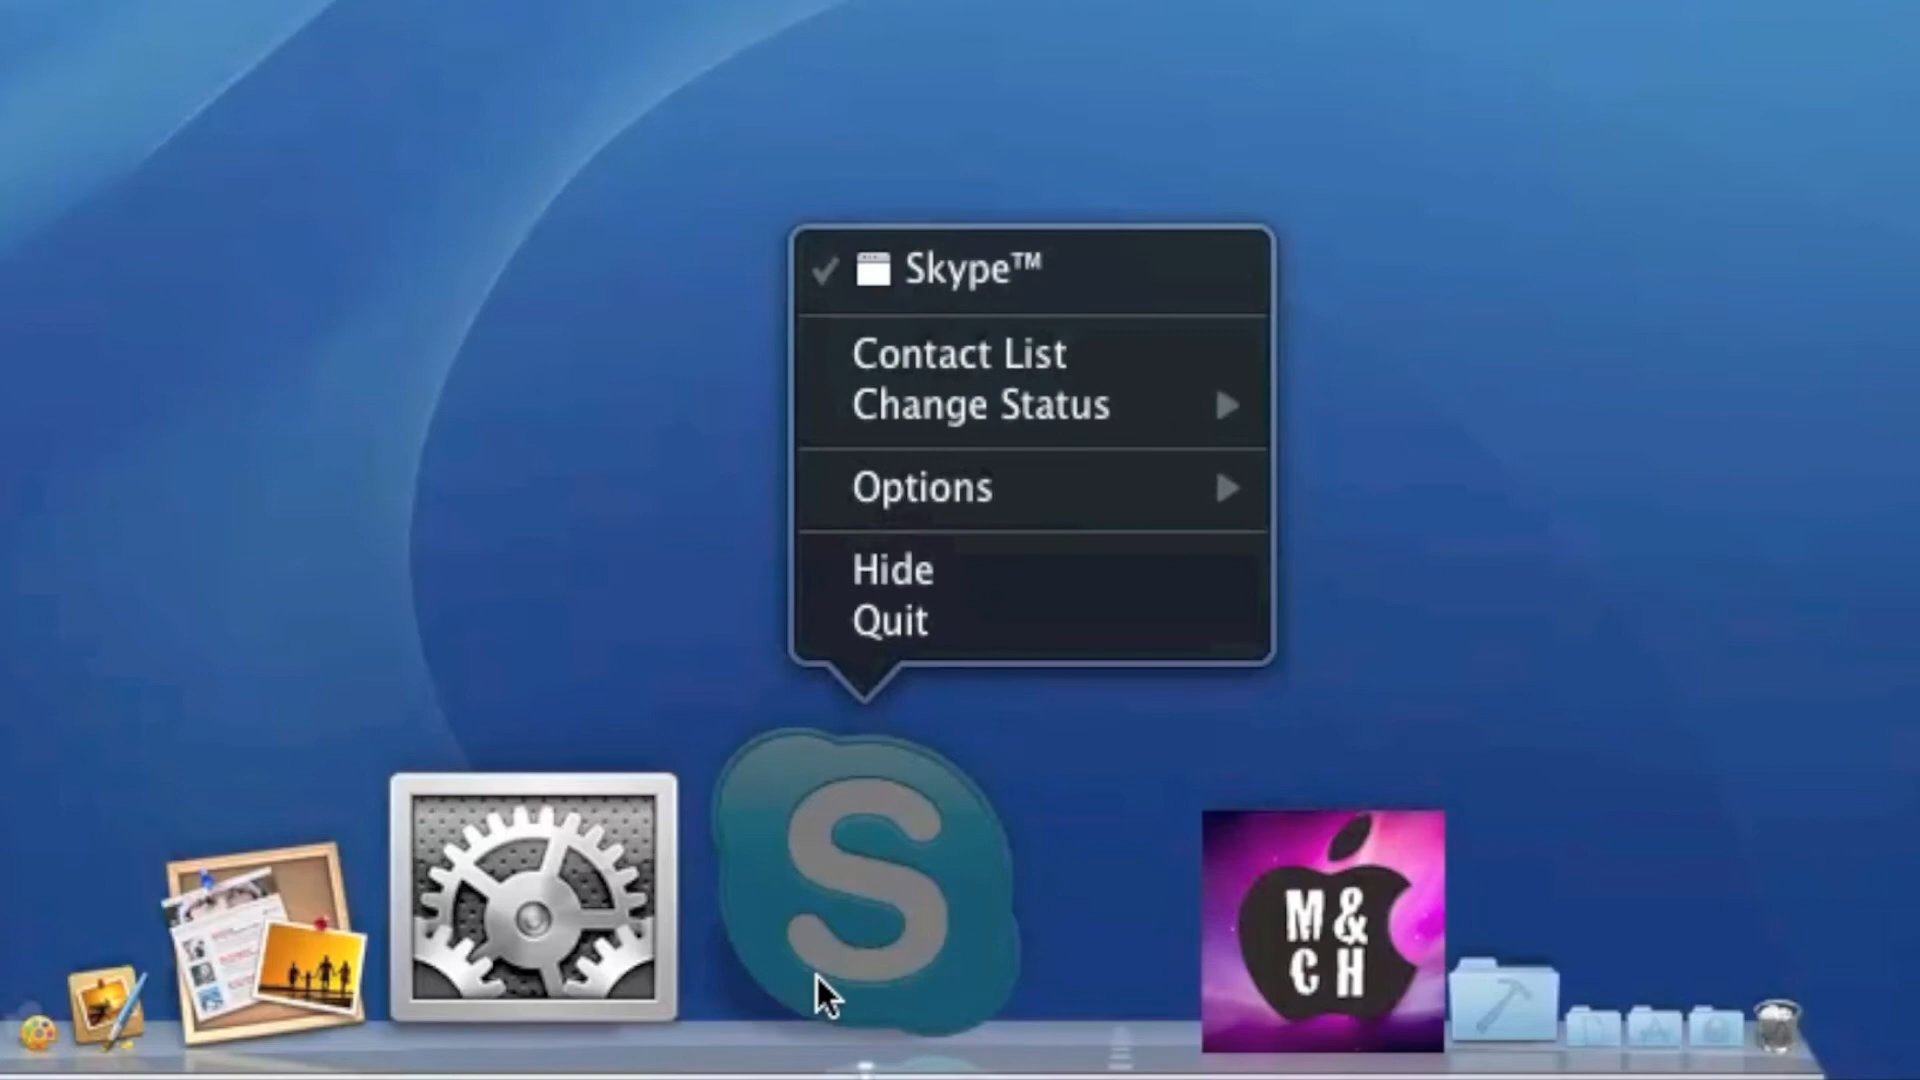 Skype™
Contact List
Change Status
Options
Hide
Quit
S
M&
CH